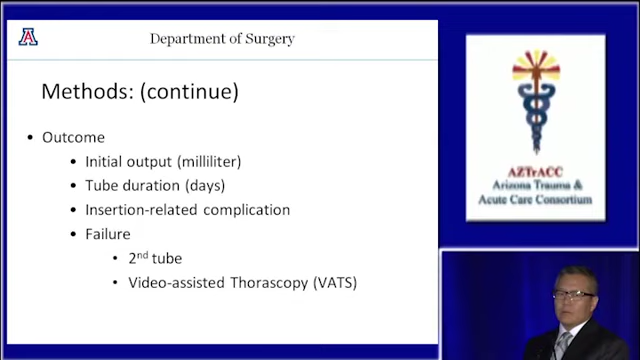 A
Department of Surgery
Methods: (continue)
• Outcome
• Initial output (milliliter)
• Tube duration (days)
• Insertion-related complication
• Failure
• 2nd tube
• Video-assisted Thorascopy (VATS)
AZTrACC
Arizona Trauma &
Acute Care Consortium